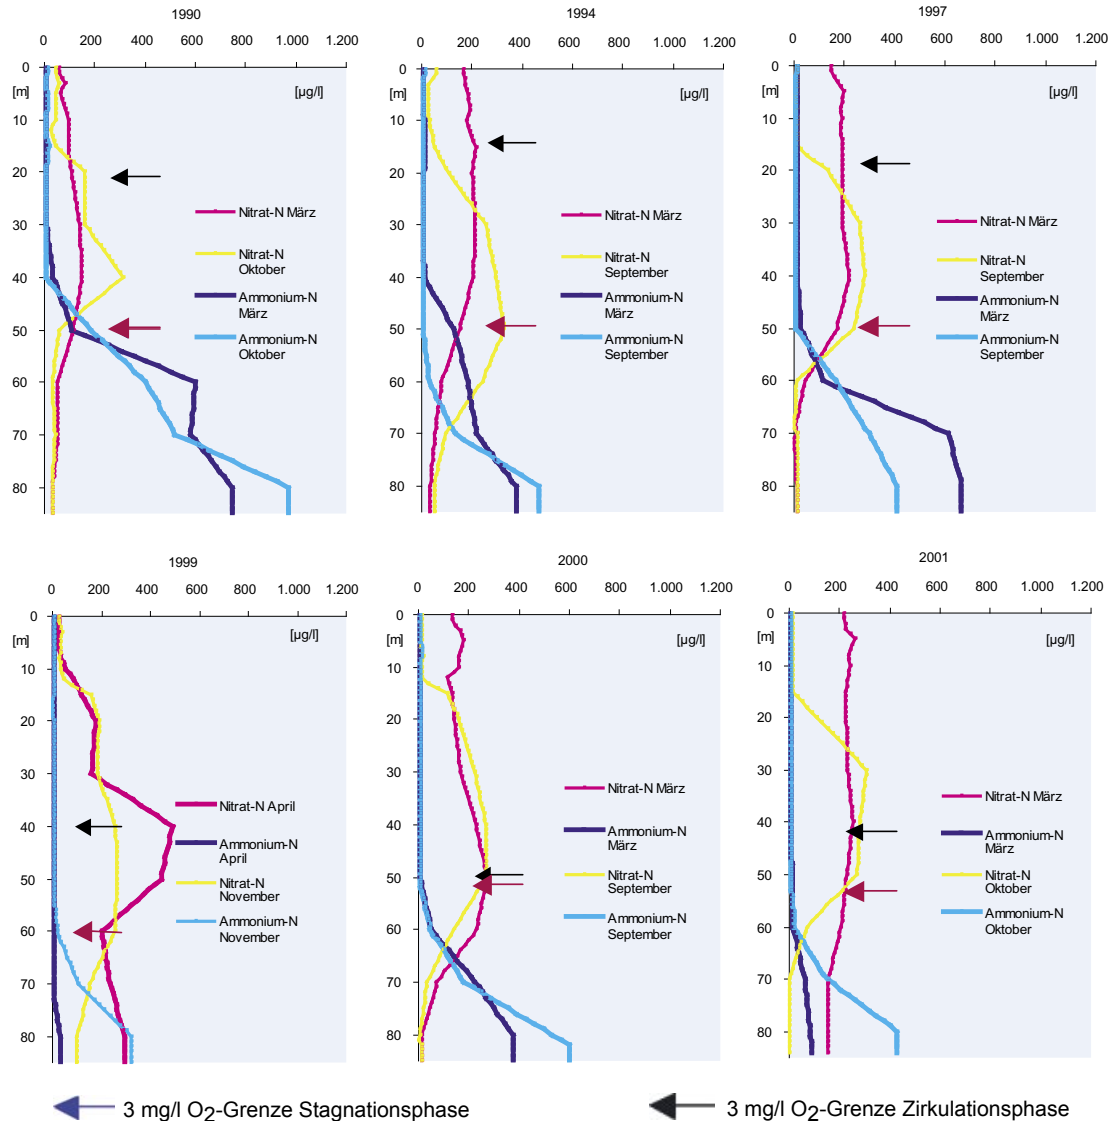 1990
0 200 400 600 800 1.000 1.200
0
[m]
10
20
30
40
50
60
70
80
[µg/l]
Nitrat-N März
Nitrat-N
Oktober
Ammonium-N
März
Ammonium-N
Oktober
1994
0 200 400 600 800 1.000 1.200
0
[m]
10
20
30
40
50
60
70
80
[µg/l]
Nitrat-N März
Nitrat-N
September
Ammonium-N
März
Ammonium-N
September
1997
0 200 400 600 800 1.000 1.200
0
[m]
10
20
30
40
50
60
70
80
[µg/l]
Nitrat-N März
Nitrat-N
September
Ammonium-N
März
Ammonium-N
September
1999
0 200 400 600 800 1.000 1.200
0
[m]
10
20
30
40
50
60
70
80
[µg/l]
Nitrat-N April
Ammonium-N
April
Nitrat-N
November
Ammonium-N
November
2000
0 200 400 600 800 1.000 1.200
0
[m]
10
20
30
40
50
60
70
80
[µg/l]
Nitrat-N März
Ammonium-N
März
Nitrat-N
September
Ammonium-N
September
2001
0 200 400 600 800 1.000 1.200
0
[m]
10
20
30
40
50
60
70
80
[µg/l]
Nitrat-N März
Ammonium-N
März
Nitrat-N
Oktober
Ammonium-N
Oktober
3 mg/l O2-Grenze Stagnationsphase
3 mg/l O2-Grenze Zirkulationsphase